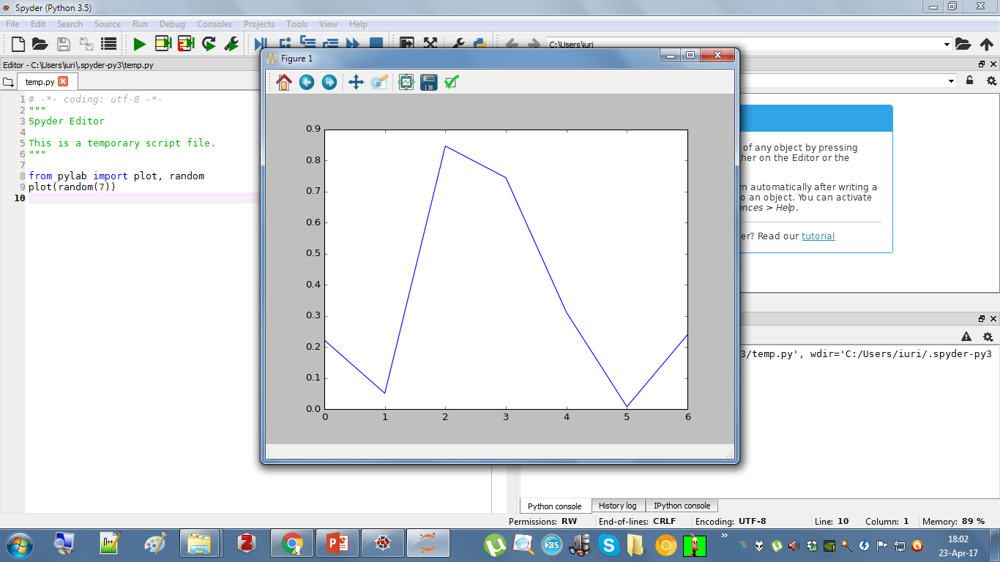 Spyder (Python 3.5)
File Edit Search Source Run Debug Consoles Projects Tools View Help
C:\Users\iuri
Editor - C:\Users\iuri\.spyder-py3\temp.py
temp.py
1 # -*- coding: utf-8 -*-
2 """
3 Spyder Editor
4
5 This is a temporary script file.
6 """
7
8 from pylab import plot, random
9 plot(random(7))
10
Figure 1
0.9
0.8
0.7
0.6
0.5
0.4
0.3
0.2
0.1
0.0
0 1 2 3 4 5 6
of any object by pressing
her on the Editor or the
n automatically after writing a
o an object. You can activate
ences > Help.
er? Read our tutorial
3/temp.py', wdir='C:/Users/iuri/.spyder-py3
Python console History log IPython console
Permissions: RW End-of-lines: CRLF Encoding: UTF-8 Line: 10 Column: 1 Memory: 89 %
18:02
23-Apr-17